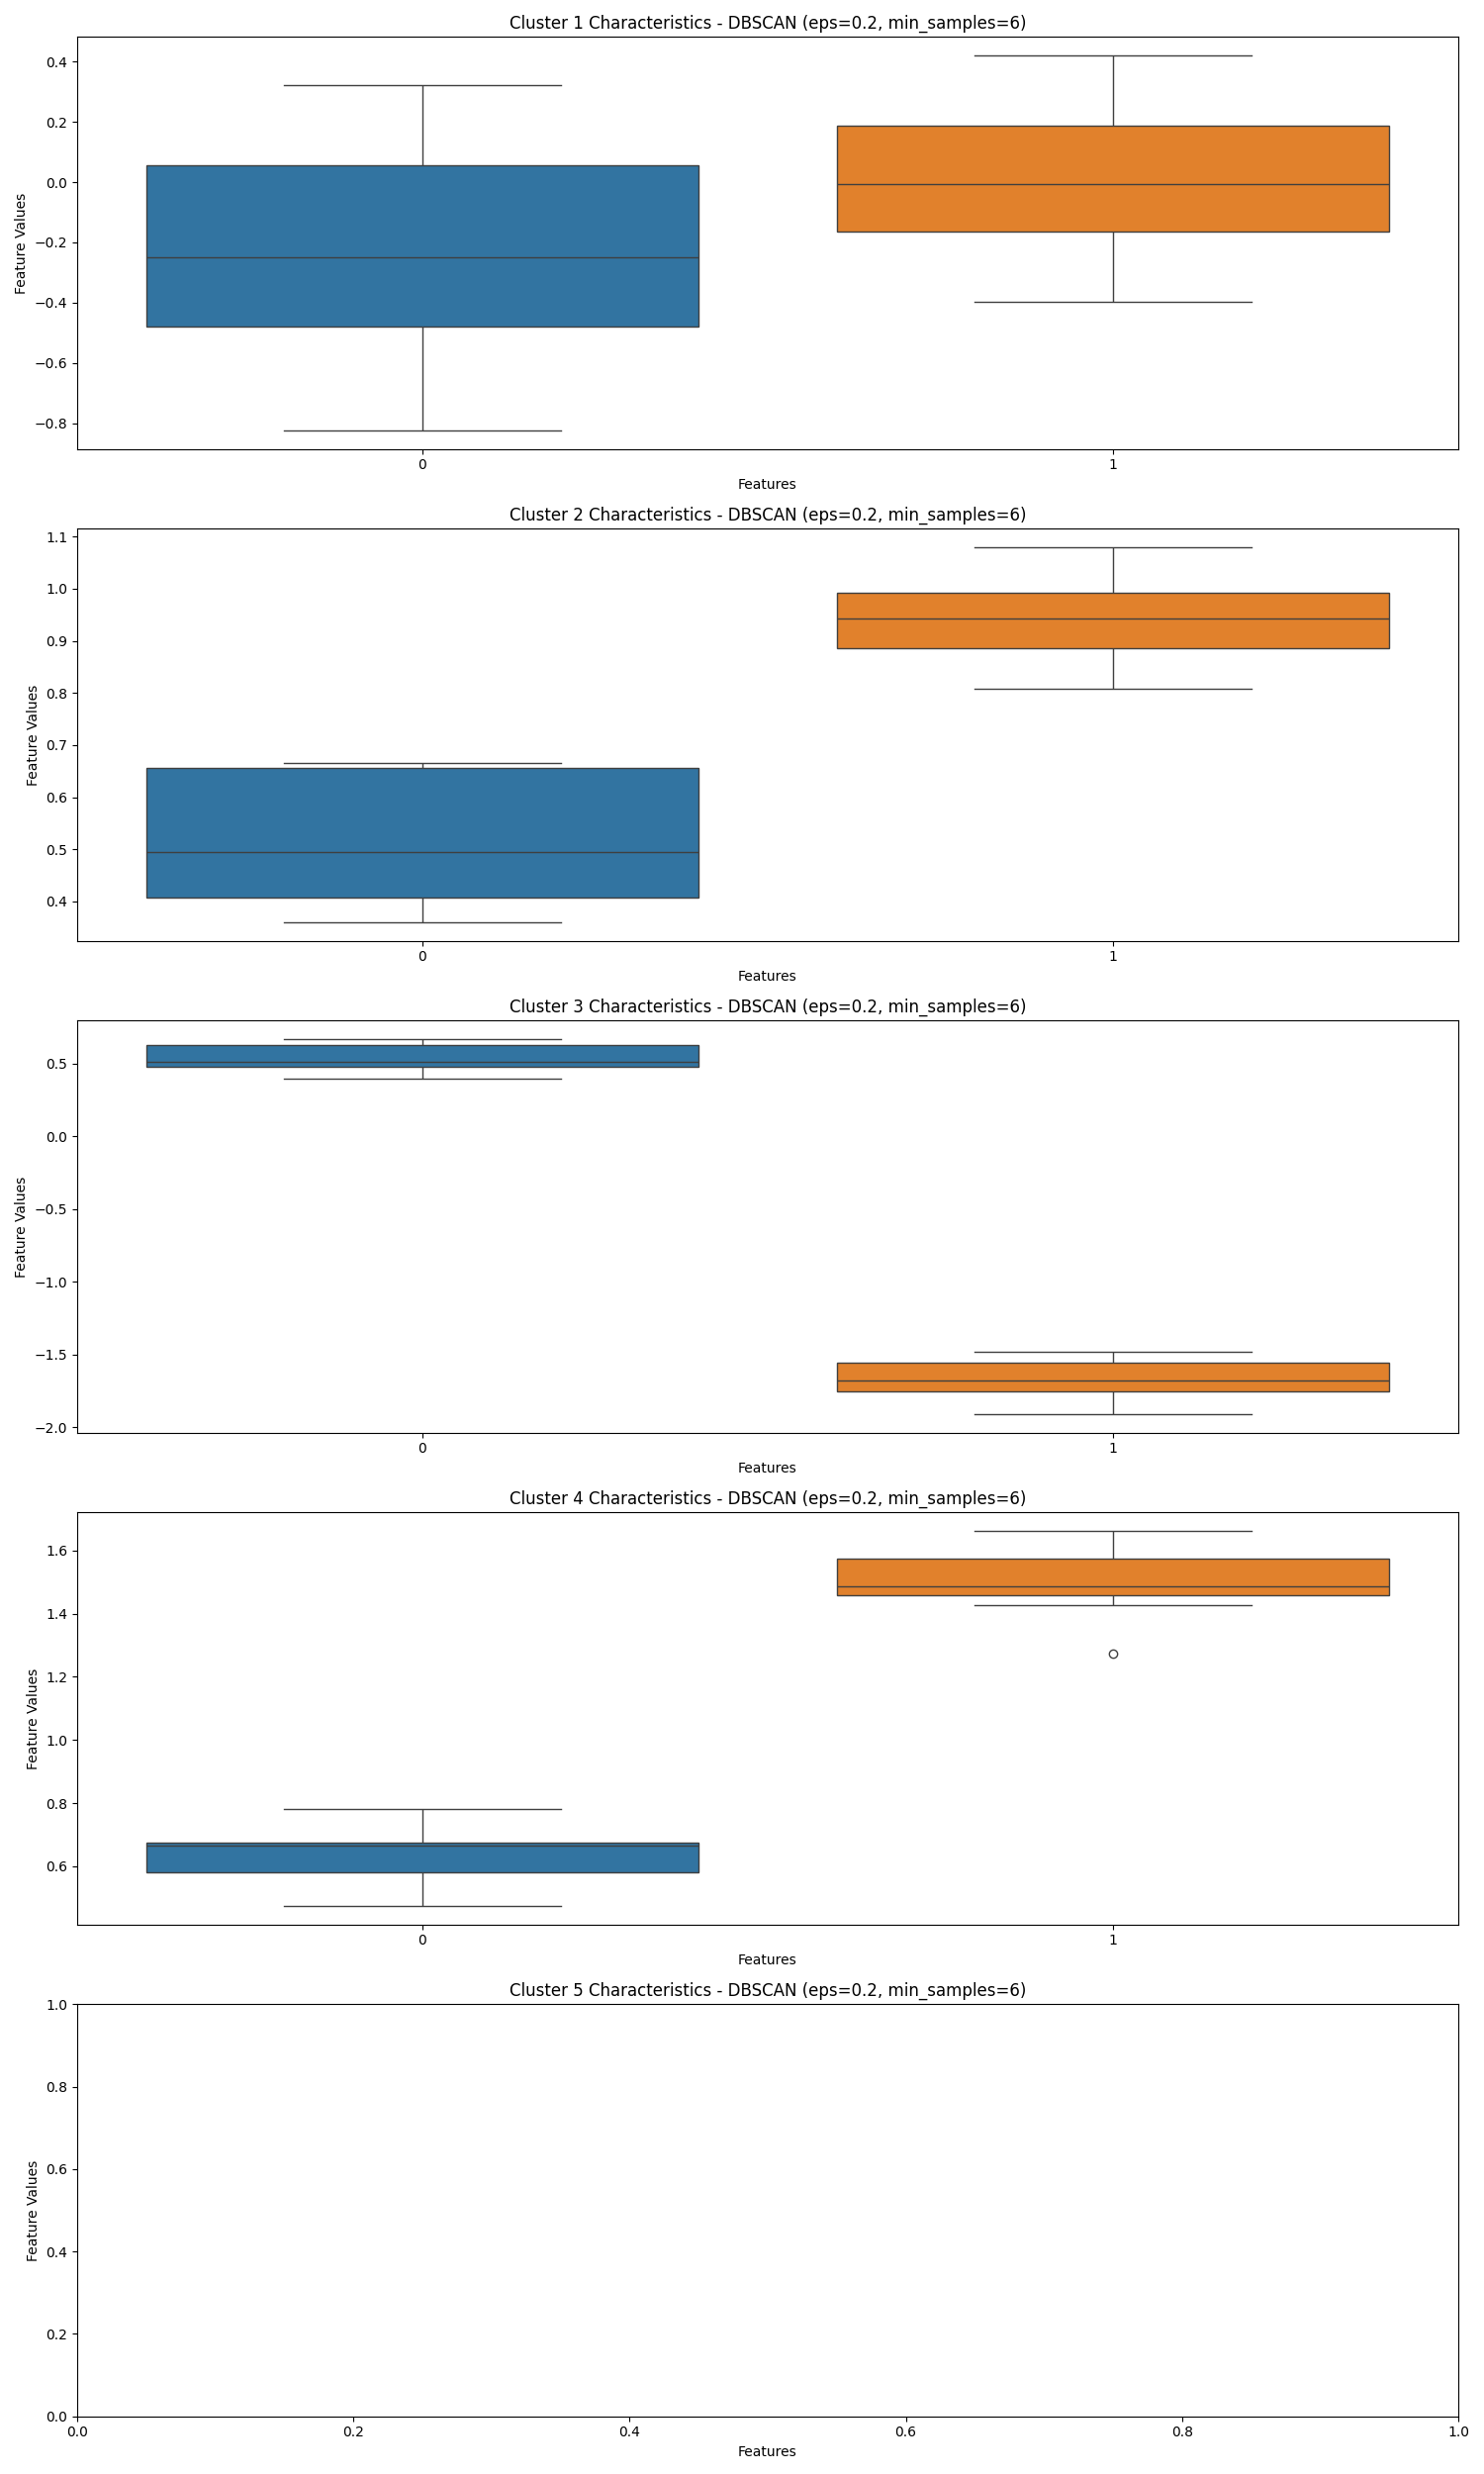 Cluster 1 Characteristics - DBSCAN (eps=0.2, min_samples=6)
0.4
0.2
0.0
−0.2
−0.4
−0.6
−0.8
Feature Values
0 1
Features
Cluster 2 Characteristics - DBSCAN (eps=0.2, min_samples=6)
1.1
1.0
0.9
0.8
0.7
0.6
0.5
0.4
Feature Values
0 1
Features
Cluster 3 Characteristics - DBSCAN (eps=0.2, min_samples=6)
0.5
0.0
−0.5
−1.0
−1.5
−2.0
Feature Values
0 1
Features
Cluster 4 Characteristics - DBSCAN (eps=0.2, min_samples=6)
1.6
1.4
1.2
1.0
0.8
0.6
Feature Values
0 1
Features
Cluster 5 Characteristics - DBSCAN (eps=0.2, min_samples=6)
1.0
0.8
0.6
0.4
0.2
0.0
Feature Values
0.0 0.2 0.4 0.6 0.8 1.0
Features